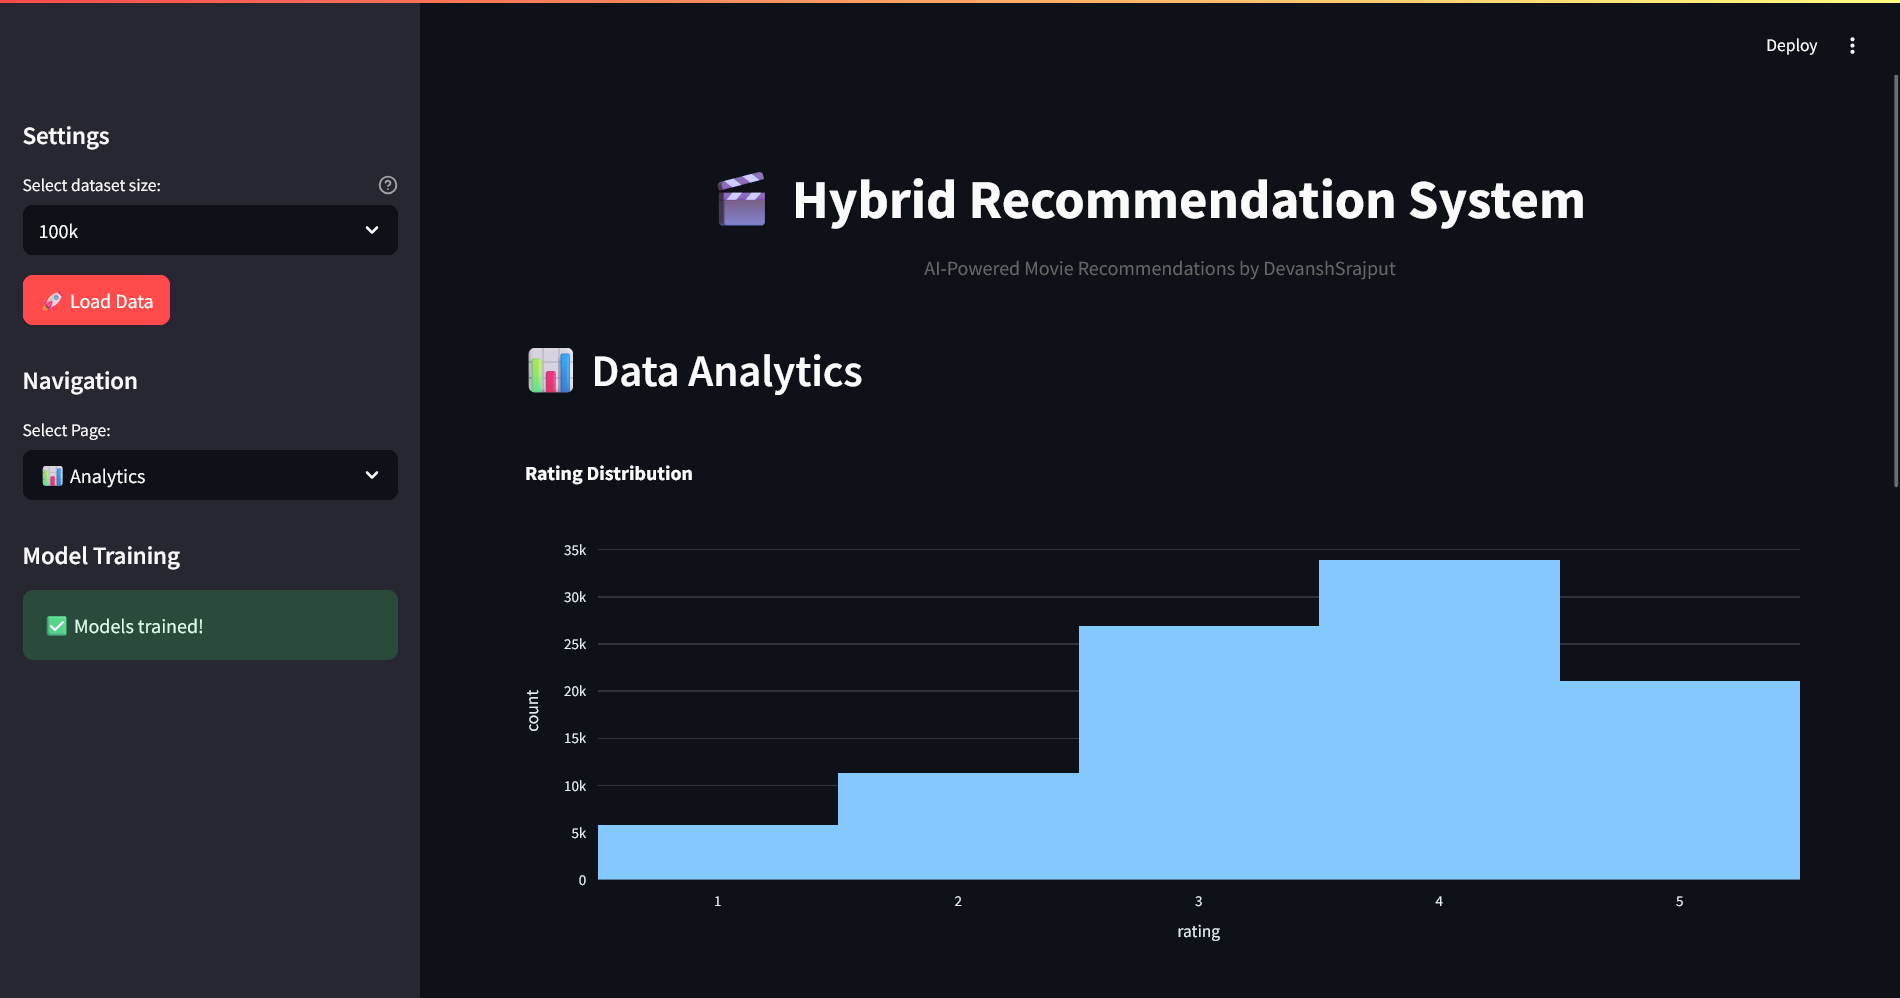 Deploy
Settings
Select dataset size:
100k
Load Data
Navigation
Select Page:
Analytics
Model Training
Models trained!
Hybrid Recommendation System
AI-Powered Movie Recommendations by DevanshSrajput
Data Analytics
Rating Distribution
35k
30k
25k
20k
15k
10k
5k
0
count
1 2 3 4 5
rating